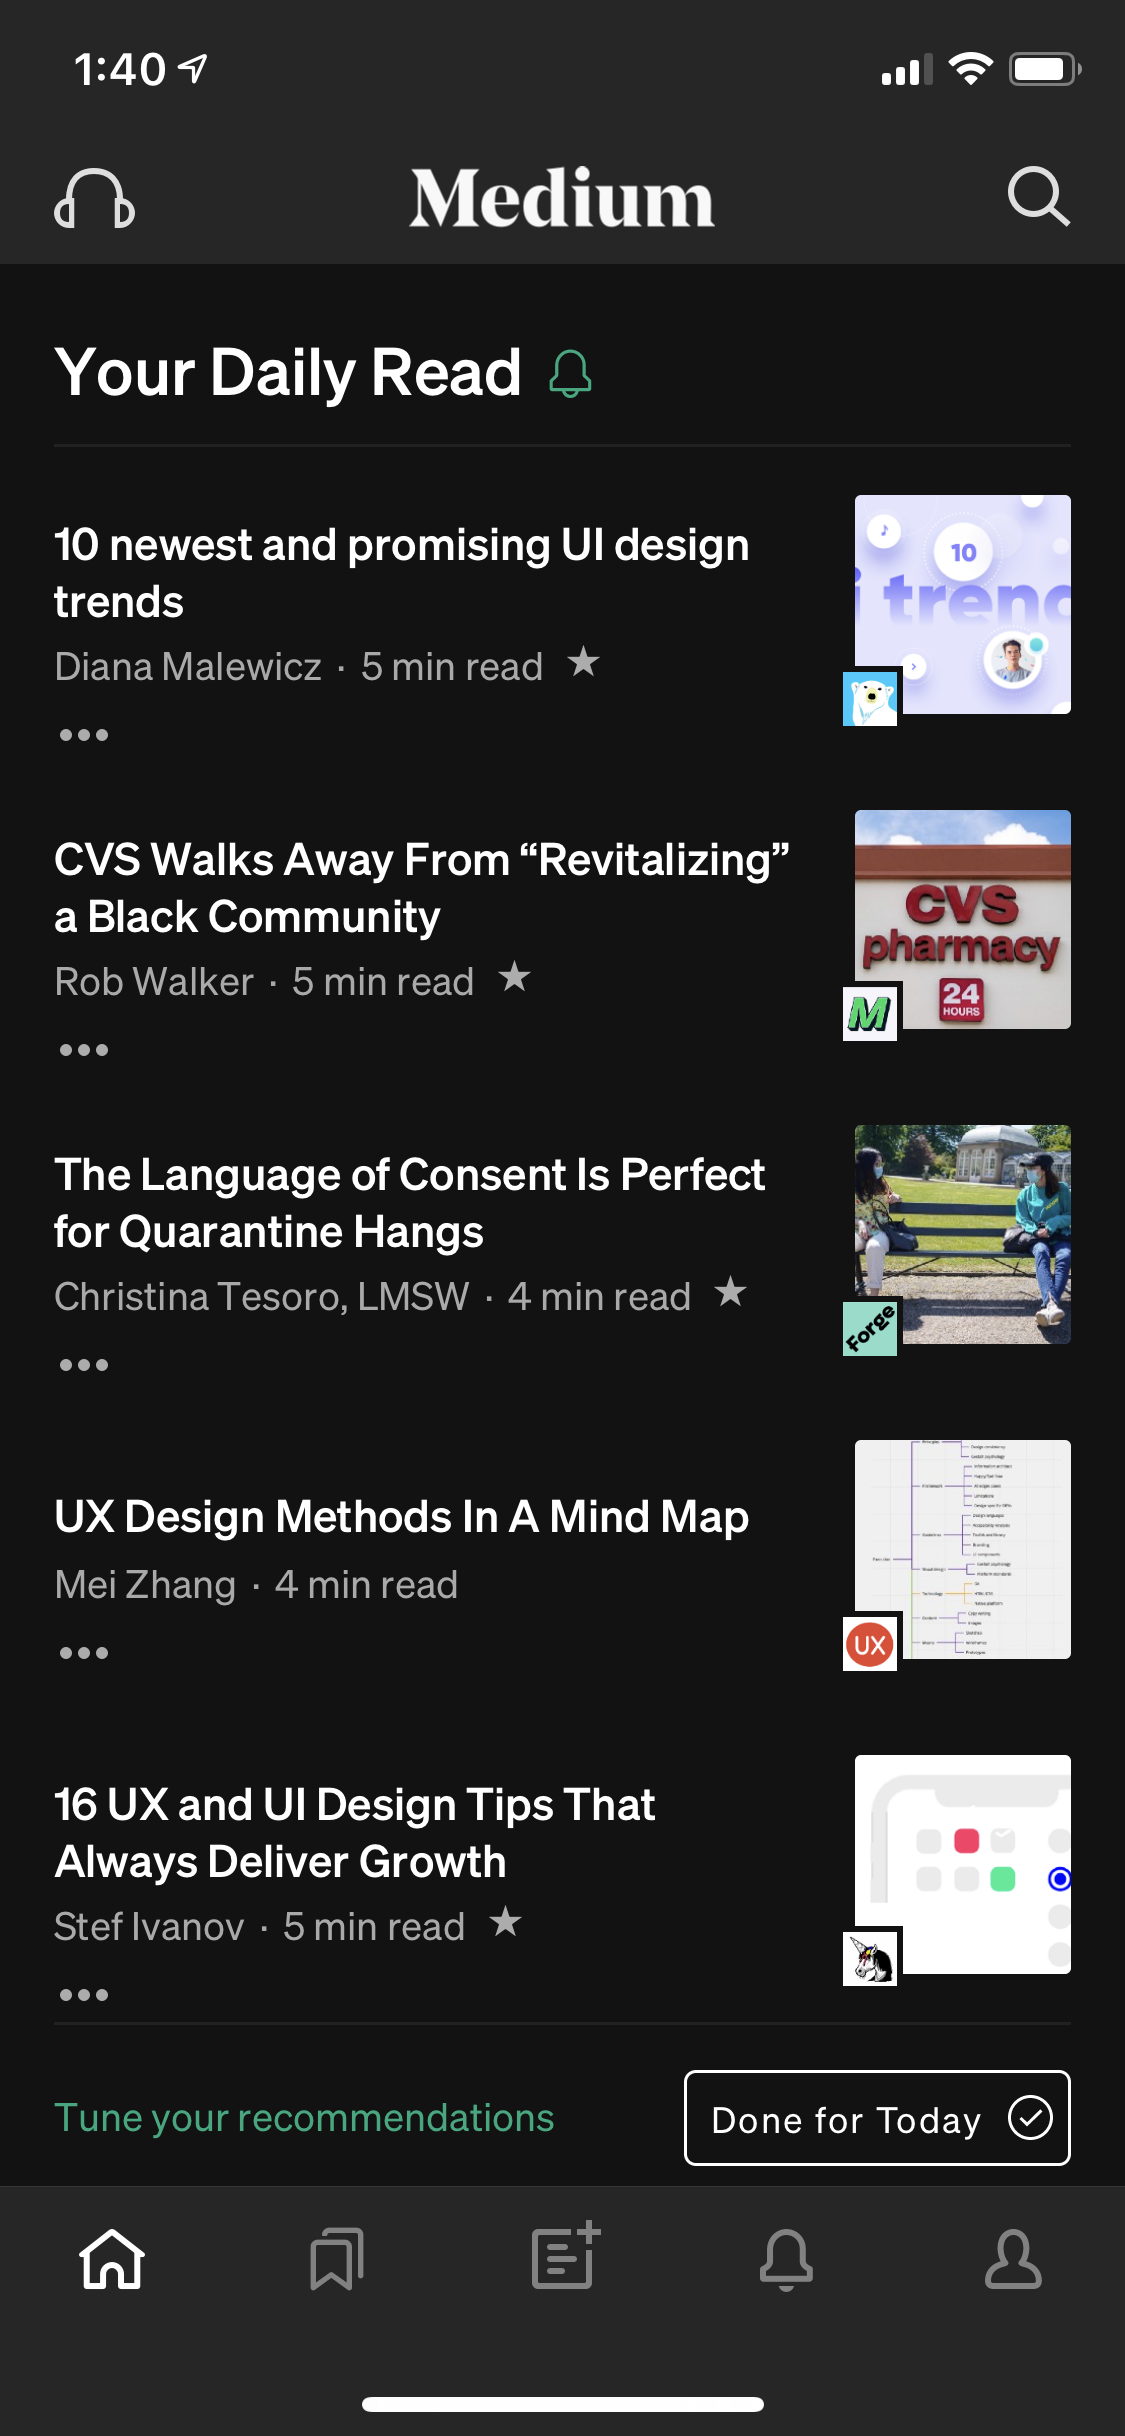 1:40
Medium
Your Daily Read
10 newest and promising UI design
trends
Diana Malewicz · 5 min read ★
10
i trend
CVS Walks Away From “Revitalizing”
a Black Community
Rob Walker · 5 min read ★
CVS
pharmacy
24
HOURS
M
The Language of Consent Is Perfect
for Quarantine Hangs
Christina Tesoro, LMSW · 4 min read ★
Forge
UX Design Methods In A Mind Map
Mei Zhang · 4 min read
UX
16 UX and UI Design Tips That
Always Deliver Growth
Stef Ivanov · 5 min read ★
Tune your recommendations
Done for Today